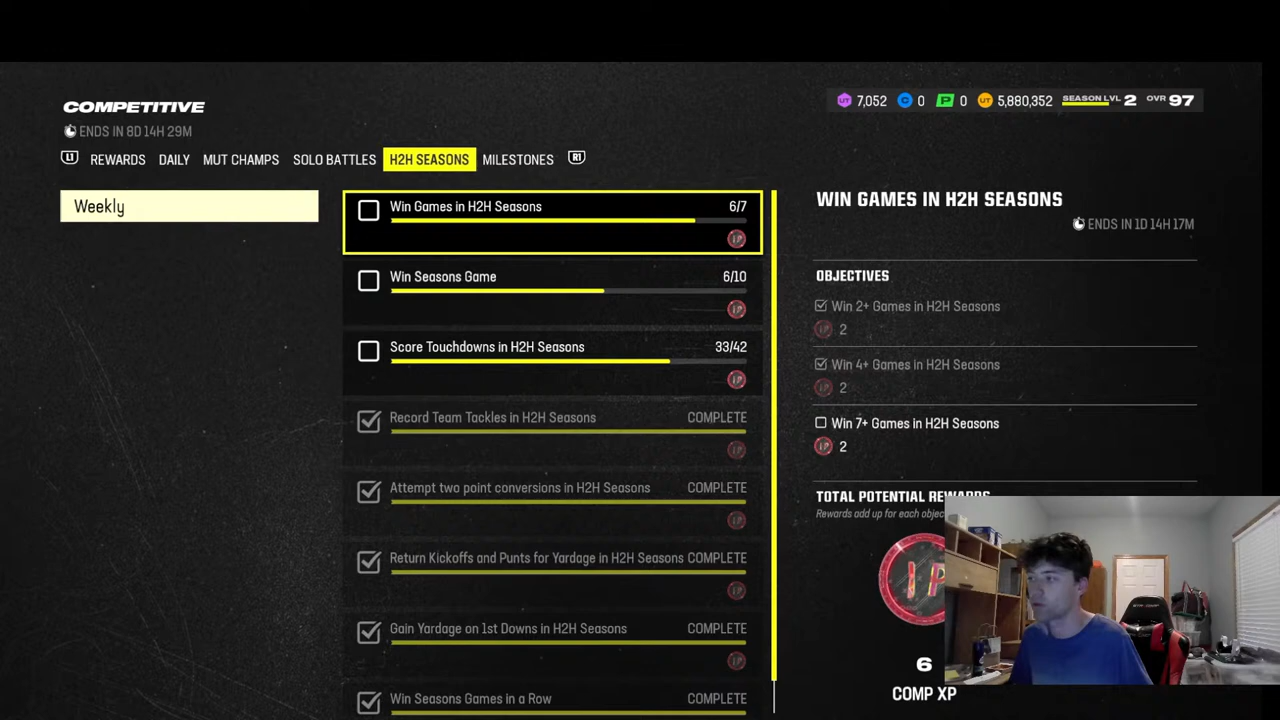 COMPETITIVE
ENDS IN 8D 14H 29M
UT 7,052 C 0 P 0 UT 5,880,352 SEASON LVL 2 OVR 97
L1 REWARDS DAILY MUT CHAMPS SOLO BATTLES H2H SEASONS MILESTONES R1
Weekly
Win Games in H2H Seasons 6/7
Win Seasons Game 6/10
Score Touchdowns in H2H Seasons 33/42
Record Team Tackles in H2H Seasons COMPLETE
Attempt two point conversions in H2H Seasons COMPLETE
Return Kickoffs and Punts for Yardage in H2H Seasons COMPLETE
Gain Yardage on 1st Downs in H2H Seasons COMPLETE
Win Seasons Games in a Row COMPLETE
WIN GAMES IN H2H SEASONS
ENDS IN 1D 14H 17M
OBJECTIVES
Win 2+ Games in H2H Seasons
2
Win 4+ Games in H2H Seasons
2
Win 7+ Games in H2H Seasons
2
TOTAL POTENTIAL REWARDS
Rewards add up for each
6
COMP XP